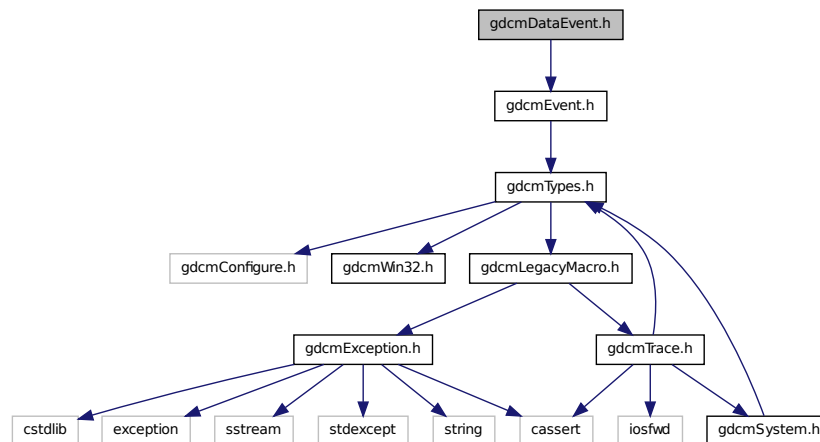 gdcmDataEvent.h
gdcmEvent.h
gdcmTypes.h
gdcmConfigure.h
gdcmWin32.h
gdcmLegacyMacro.h
gdcmException.h
gdcmTrace.h
cstdlib
exception
sstream
stdexcept
string
cassert
iosfwd
gdcmSystem.h